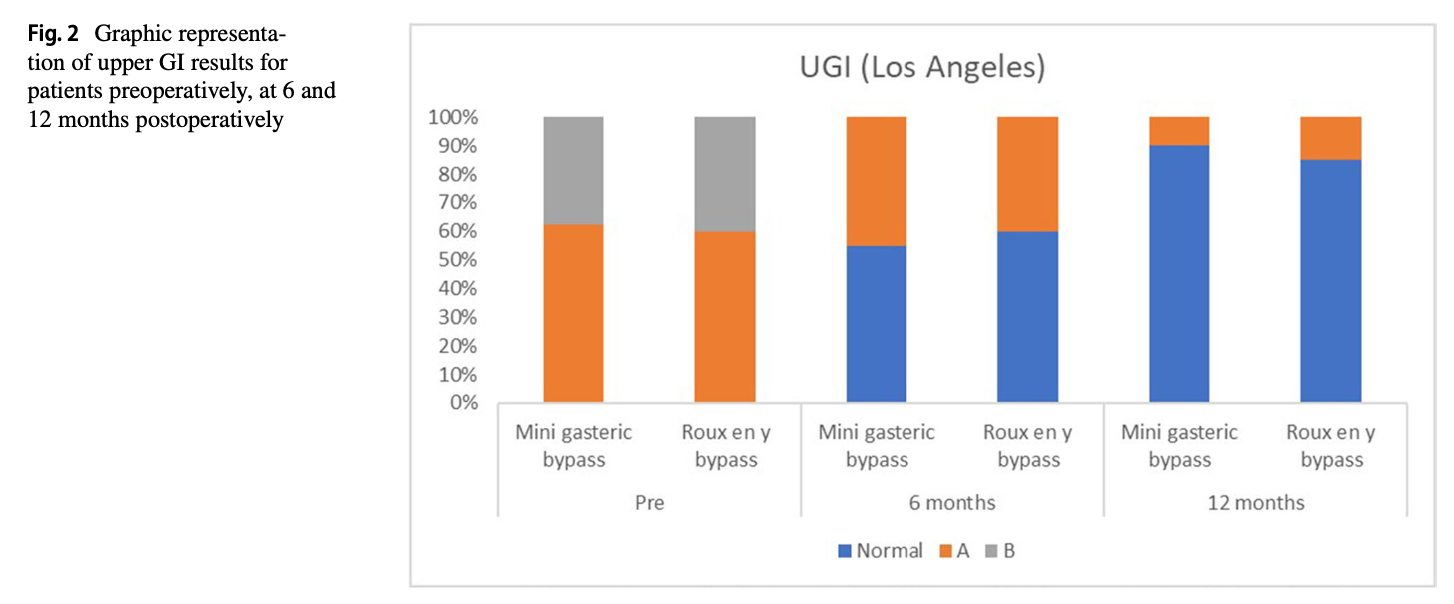 Fig. 2 Graphic representa-
tion of upper GI results for
patients preoperatively, at 6 and
12 months postoperatively
UGI (Los Angeles)
100%
90%
80%
70%
60%
50%
40%
30%
20%
10%
0%
Mini gasteric bypass
Roux en y bypass
Mini gasteric bypass
Roux en y bypass
Mini gasteric bypass
Roux en y bypass
Pre
6 months
12 months
Normal A B